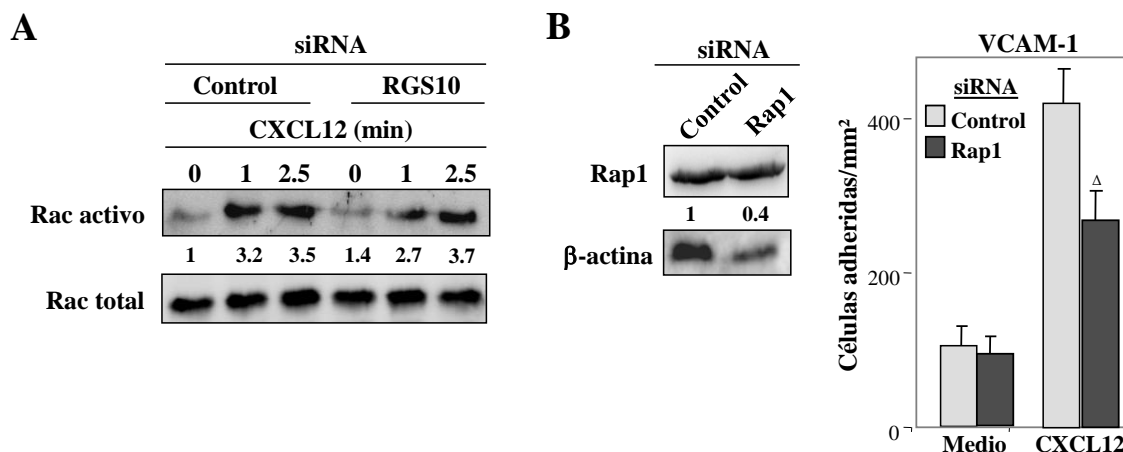 A
siRNA
Control RGS10
CXCL12 (min)
0 1 2.5 0 1 2.5
Rac activo
1 3.2 3.5 1.4 2.7 3.7
Rac total
B
siRNA
Control Rap1
Rap1
1 0.4
β-actina
VCAM-1
siRNA
Control
Rap1
Células adheridas/mm²
400
200
0
Δ
Medio CXCL12